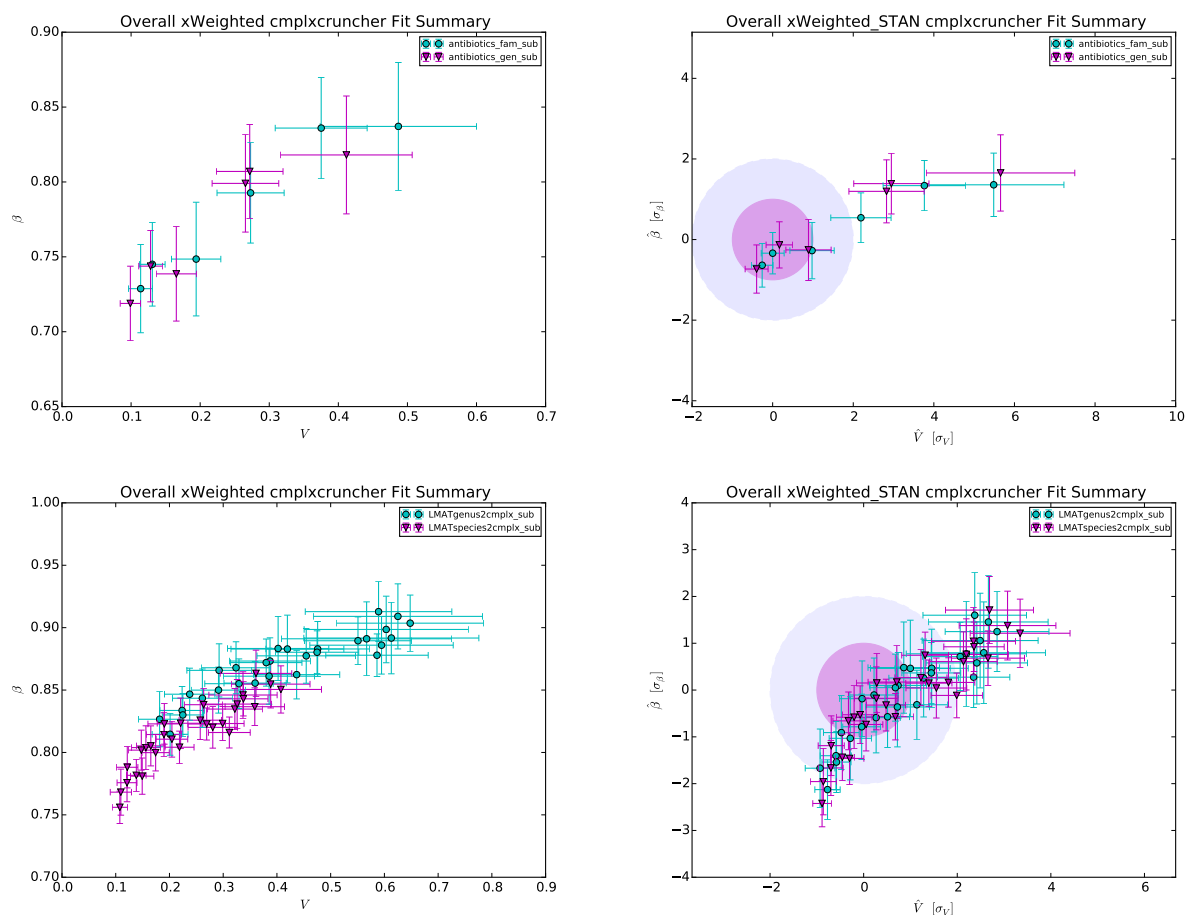 Overall xWeighted cmplxcruncher Fit Summary
0.90
0.85
0.80
0.75
0.70
0.65
β
0.0 0.1 0.2 0.3 0.4 0.5 0.6 0.7
V
antibiotics_fam_sub
antibiotics_gen_sub
Overall xWeighted_STAN cmplxcruncher Fit Summary
4
2
0
−2
−4
β̂ [σβ]
−2 0 2 4 6 8 10
V̂ [σV]
antibiotics_fam_sub
antibiotics_gen_sub
Overall xWeighted cmplxcruncher Fit Summary
1.00
0.95
0.90
0.85
0.80
0.75
0.70
β
0.0 0.1 0.2 0.3 0.4 0.5 0.6 0.7 0.8 0.9
V
LMATgenus2cmplx_sub
LMATspecies2cmplx_sub
Overall xWeighted_STAN cmplxcruncher Fit Summary
4
3
2
1
0
−1
−2
−3
−4
β̂ [σβ]
−2 0 2 4 6
V̂ [σV]
LMATgenus2cmplx_sub
LMATspecies2cmplx_sub